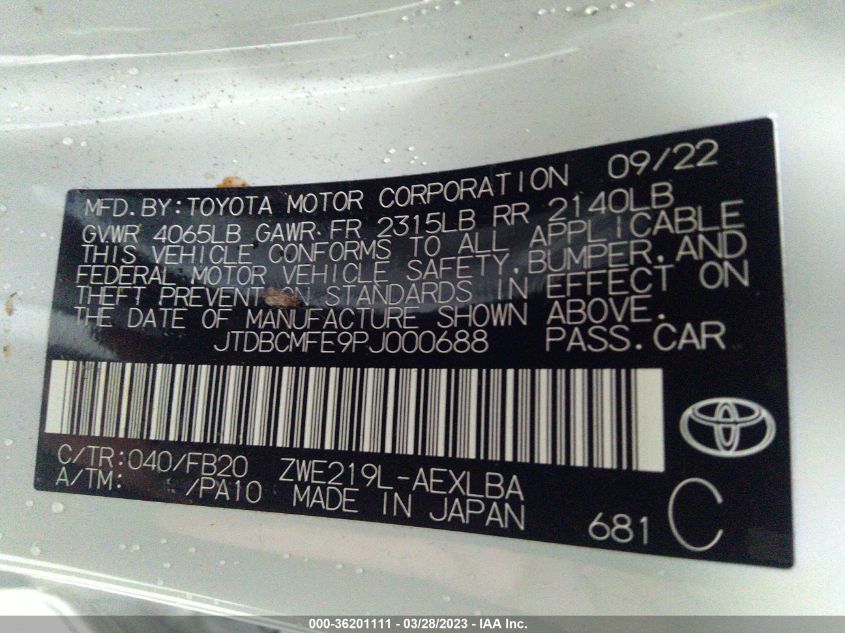 MFD.BY:TOYOTA MOTOR CORPORATION 09/22
GVWR 4065LB GAWR FR 2315LB RR 2140LB
THIS VEHICLE CONFORMS TO ALL APPLICABLE
FEDERAL MOTOR VEHICLE SAFETY, BUMPER, AND
THEFT PREVENTION STANDARDS IN EFFECT ON
THE DATE OF MANUFACTURE SHOWN ABOVE.
JTDBCMFE9PJ000688 PASS.CAR
C/TR:040/FB20 ZWE219L-AEXLBA
A/TM: /PA10 MADE IN JAPAN 681 C
000-36201111 - 03/28/2023 - IAA Inc.